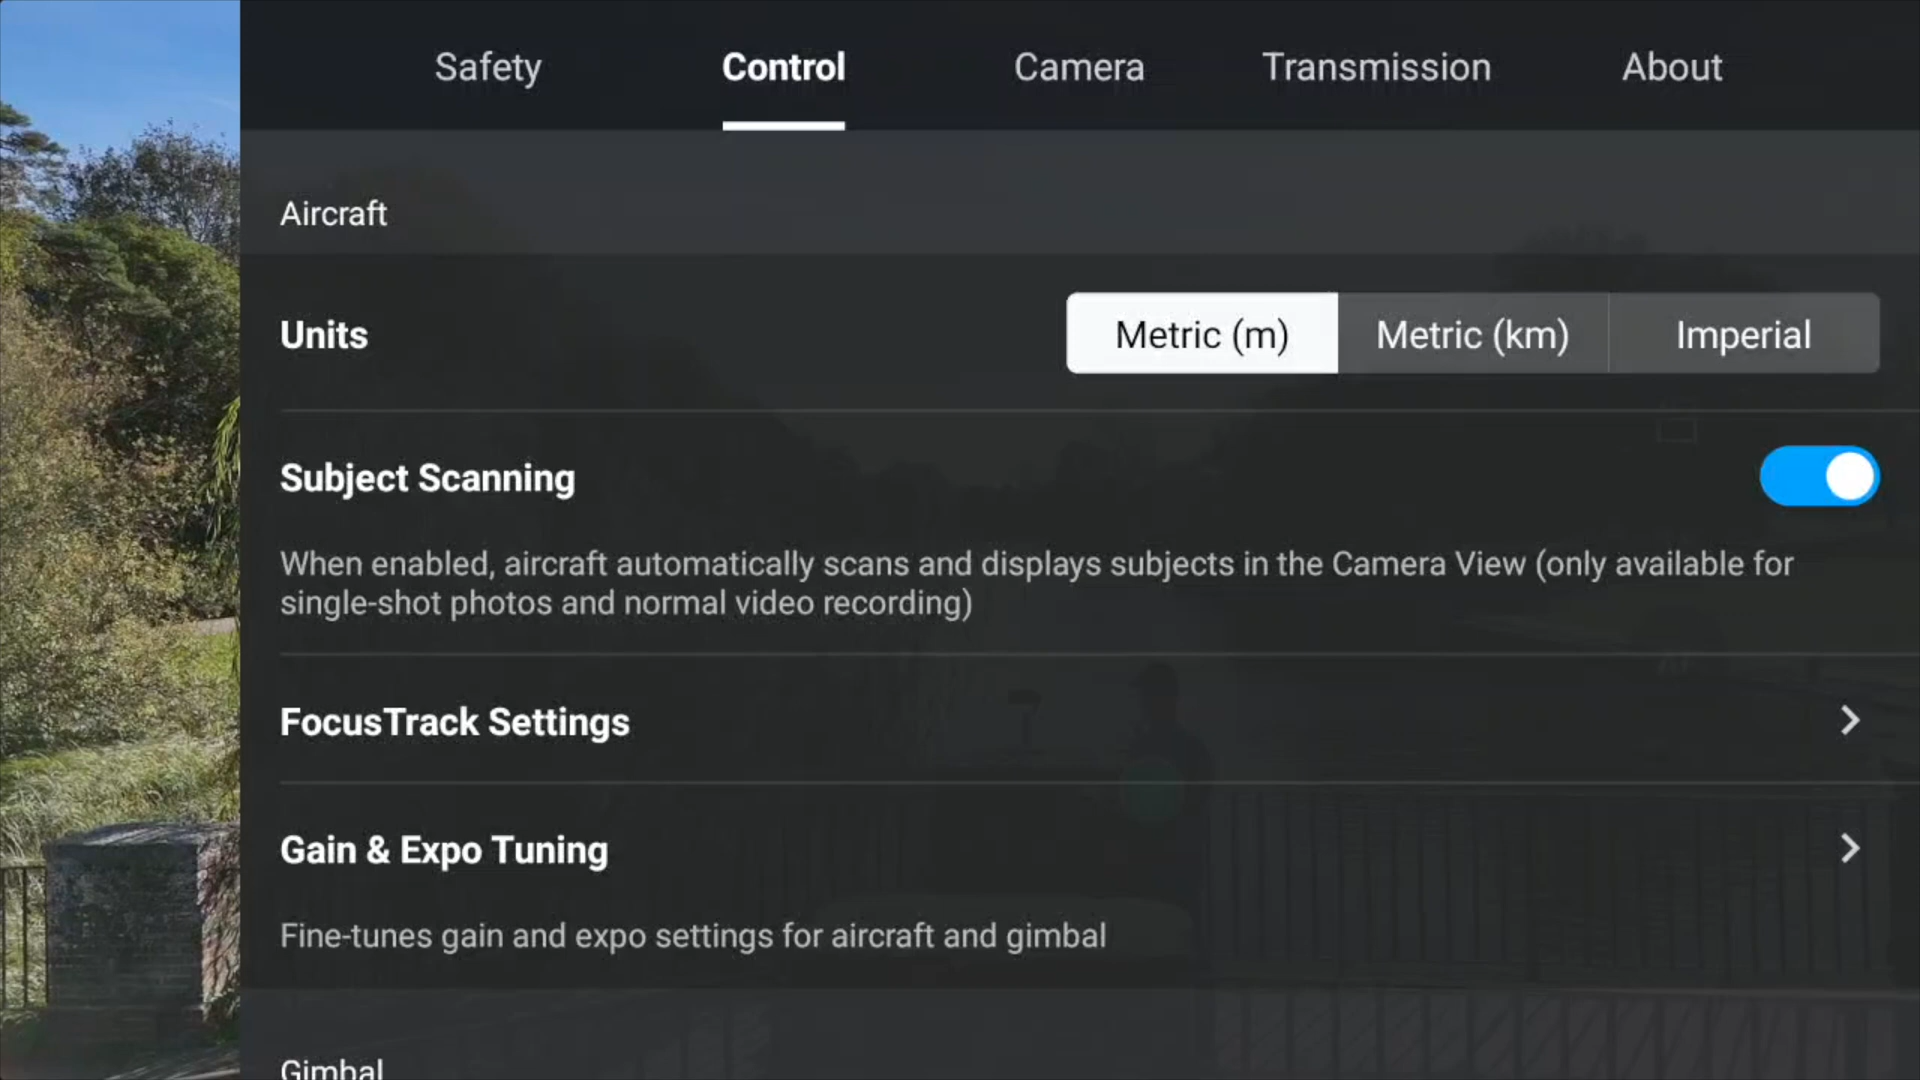 Safety Control Camera Transmission About
Aircraft
Units Metric (m) Metric (km) Imperial
Subject Scanning
When enabled, aircraft automatically scans and displays subjects in the Camera View (only available for
single-shot photos and normal video recording)
FocusTrack Settings
Gain & Expo Tuning
Fine-tunes gain and expo settings for aircraft and gimbal
Gimbal